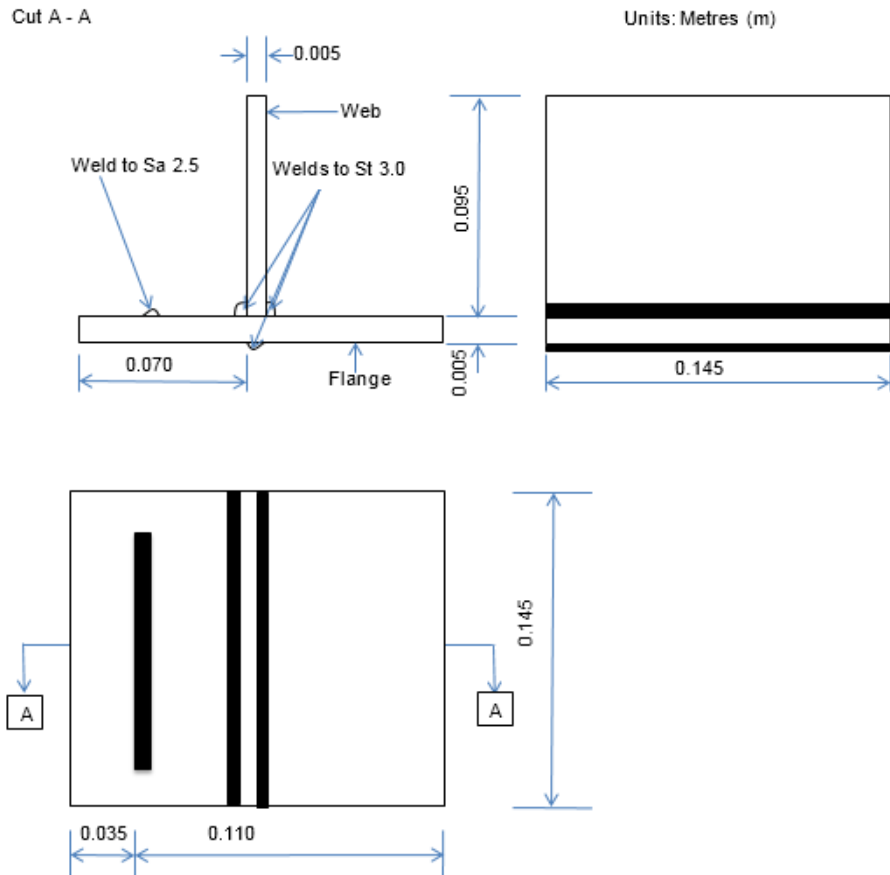 Cut A - A
Units: Metres (m)
0.005
Web
Weld to Sa 2.5
Welds to St 3.0
0.095
0.070
Flange
0.005
0.145
0.145
A
A
0.035
0.110